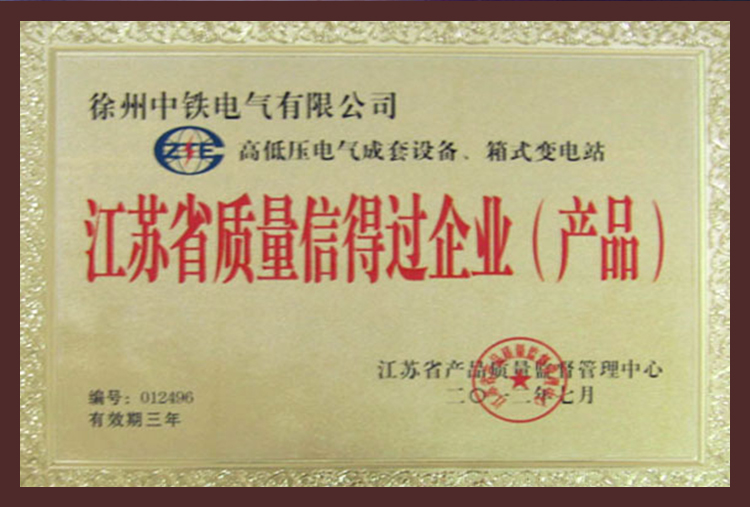 徐州中铁电气有限公司
ZTE 高低压电气成套设备、箱式变电站
江苏省质量信得过企业（产品）
江苏省产品质量监督管理中心
二〇一二年七月
编号：012496
有效期三年